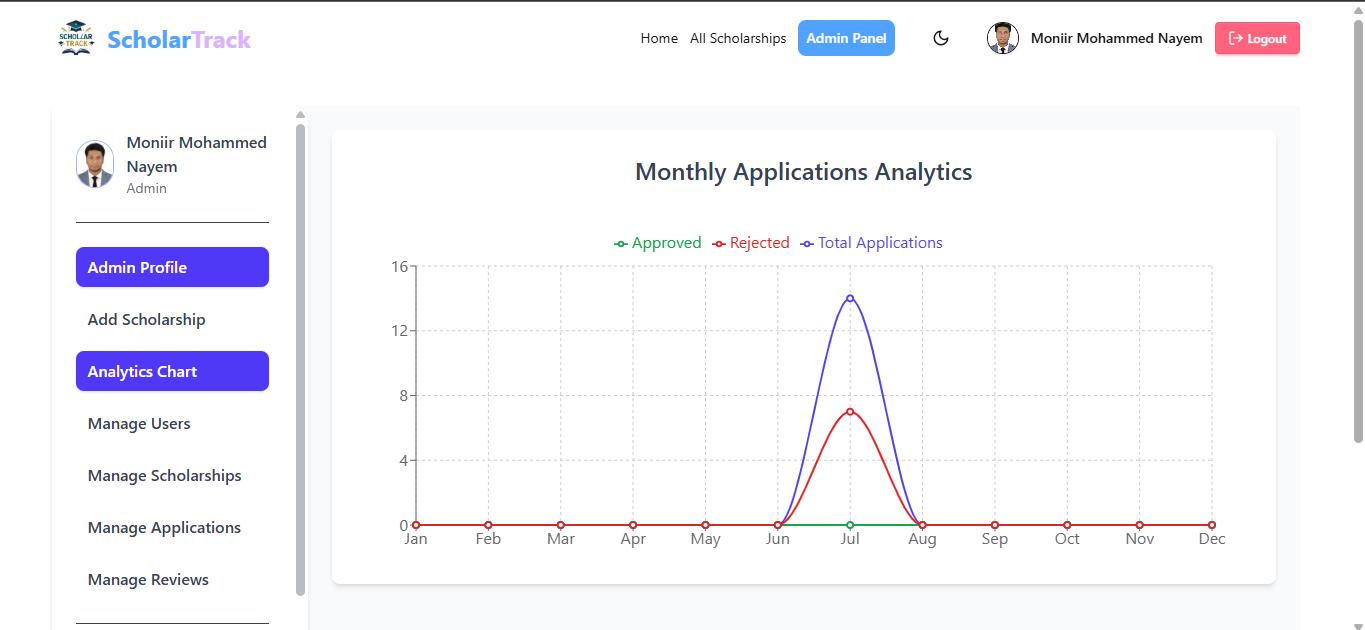 SCHOLLAR
TRACK
ScholarTrack
Home All Scholarships Admin Panel Moniir Mohammed Nayem Logout
Moniir Mohammed
Nayem
Admin
Admin Profile
Add Scholarship
Analytics Chart
Manage Users
Manage Scholarships
Manage Applications
Manage Reviews
Monthly Applications Analytics
Approved Rejected Total Applications
16
12
8
4
0
Jan Feb Mar Apr May Jun Jul Aug Sep Oct Nov Dec